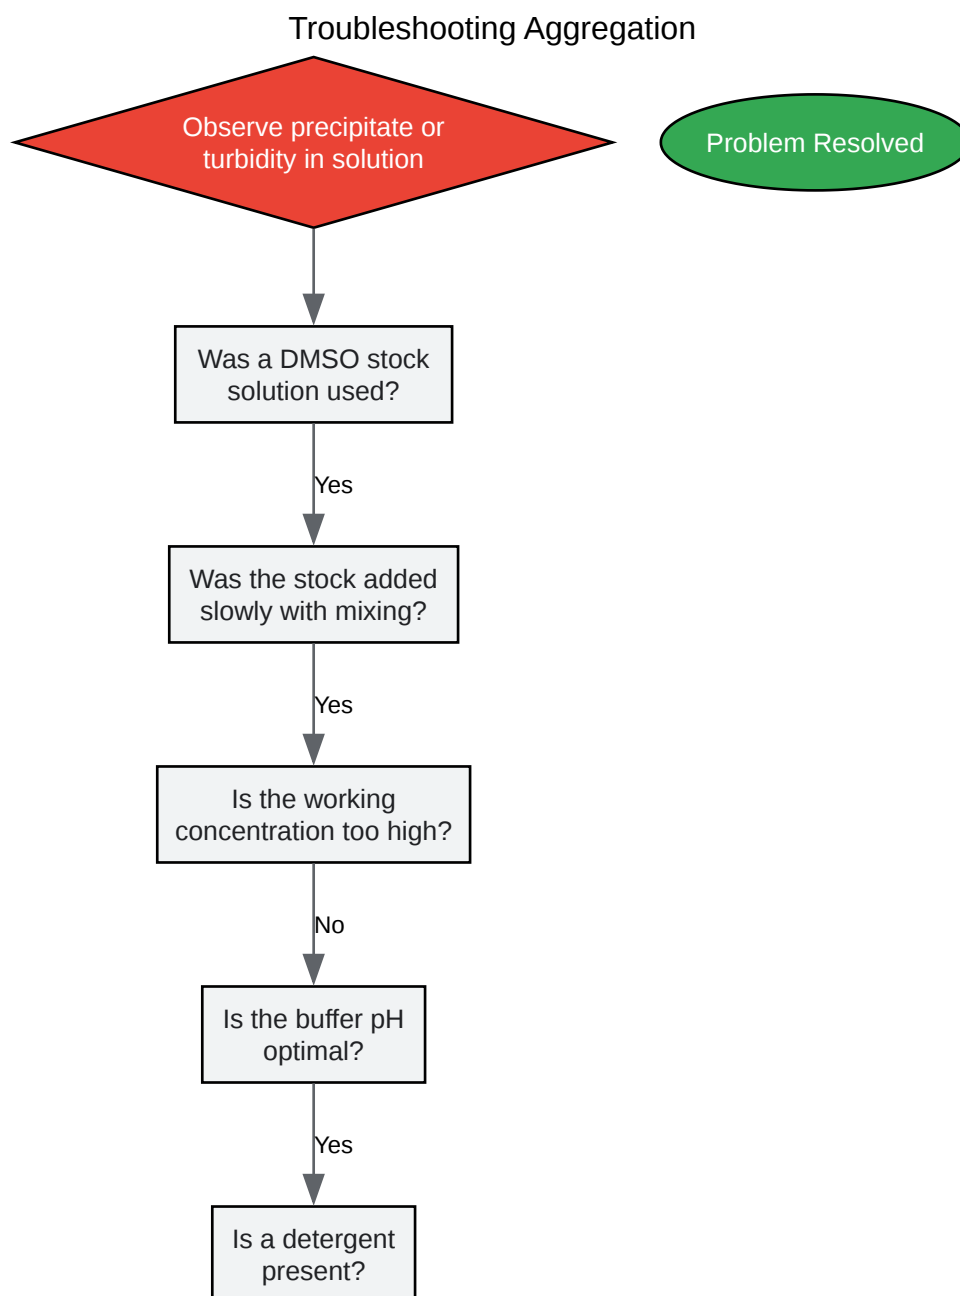 Troubleshooting Aggregation
Observe precipitate or
turbidity in solution
Problem Resolved
Was a DMSO stock
solution used?
Yes
Was the stock added
slowly with mixing?
Yes
Is the working
concentration too high?
No
Is the buffer pH
optimal?
Yes
Is a detergent
present?